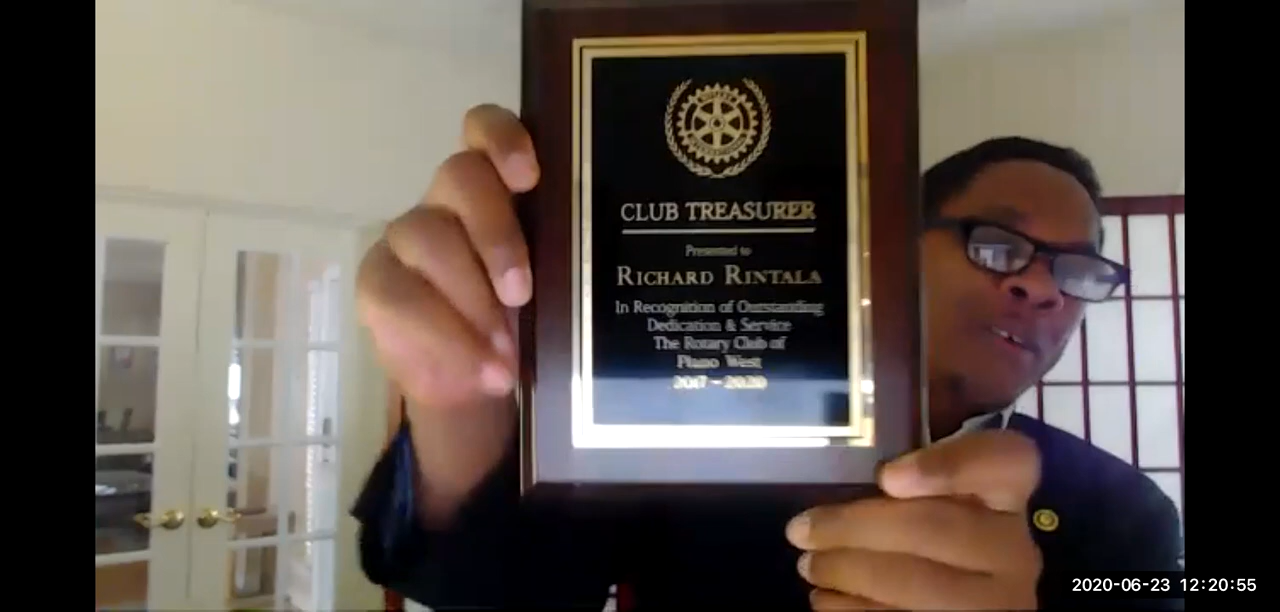 CLUB TREASURER
Presented to
RICHARD RINTALA
In Recognition of Outstanding
Dedication & Service
The Rotary Club of
Plano West
2017 - 2020
2020-06-23 12:20:55